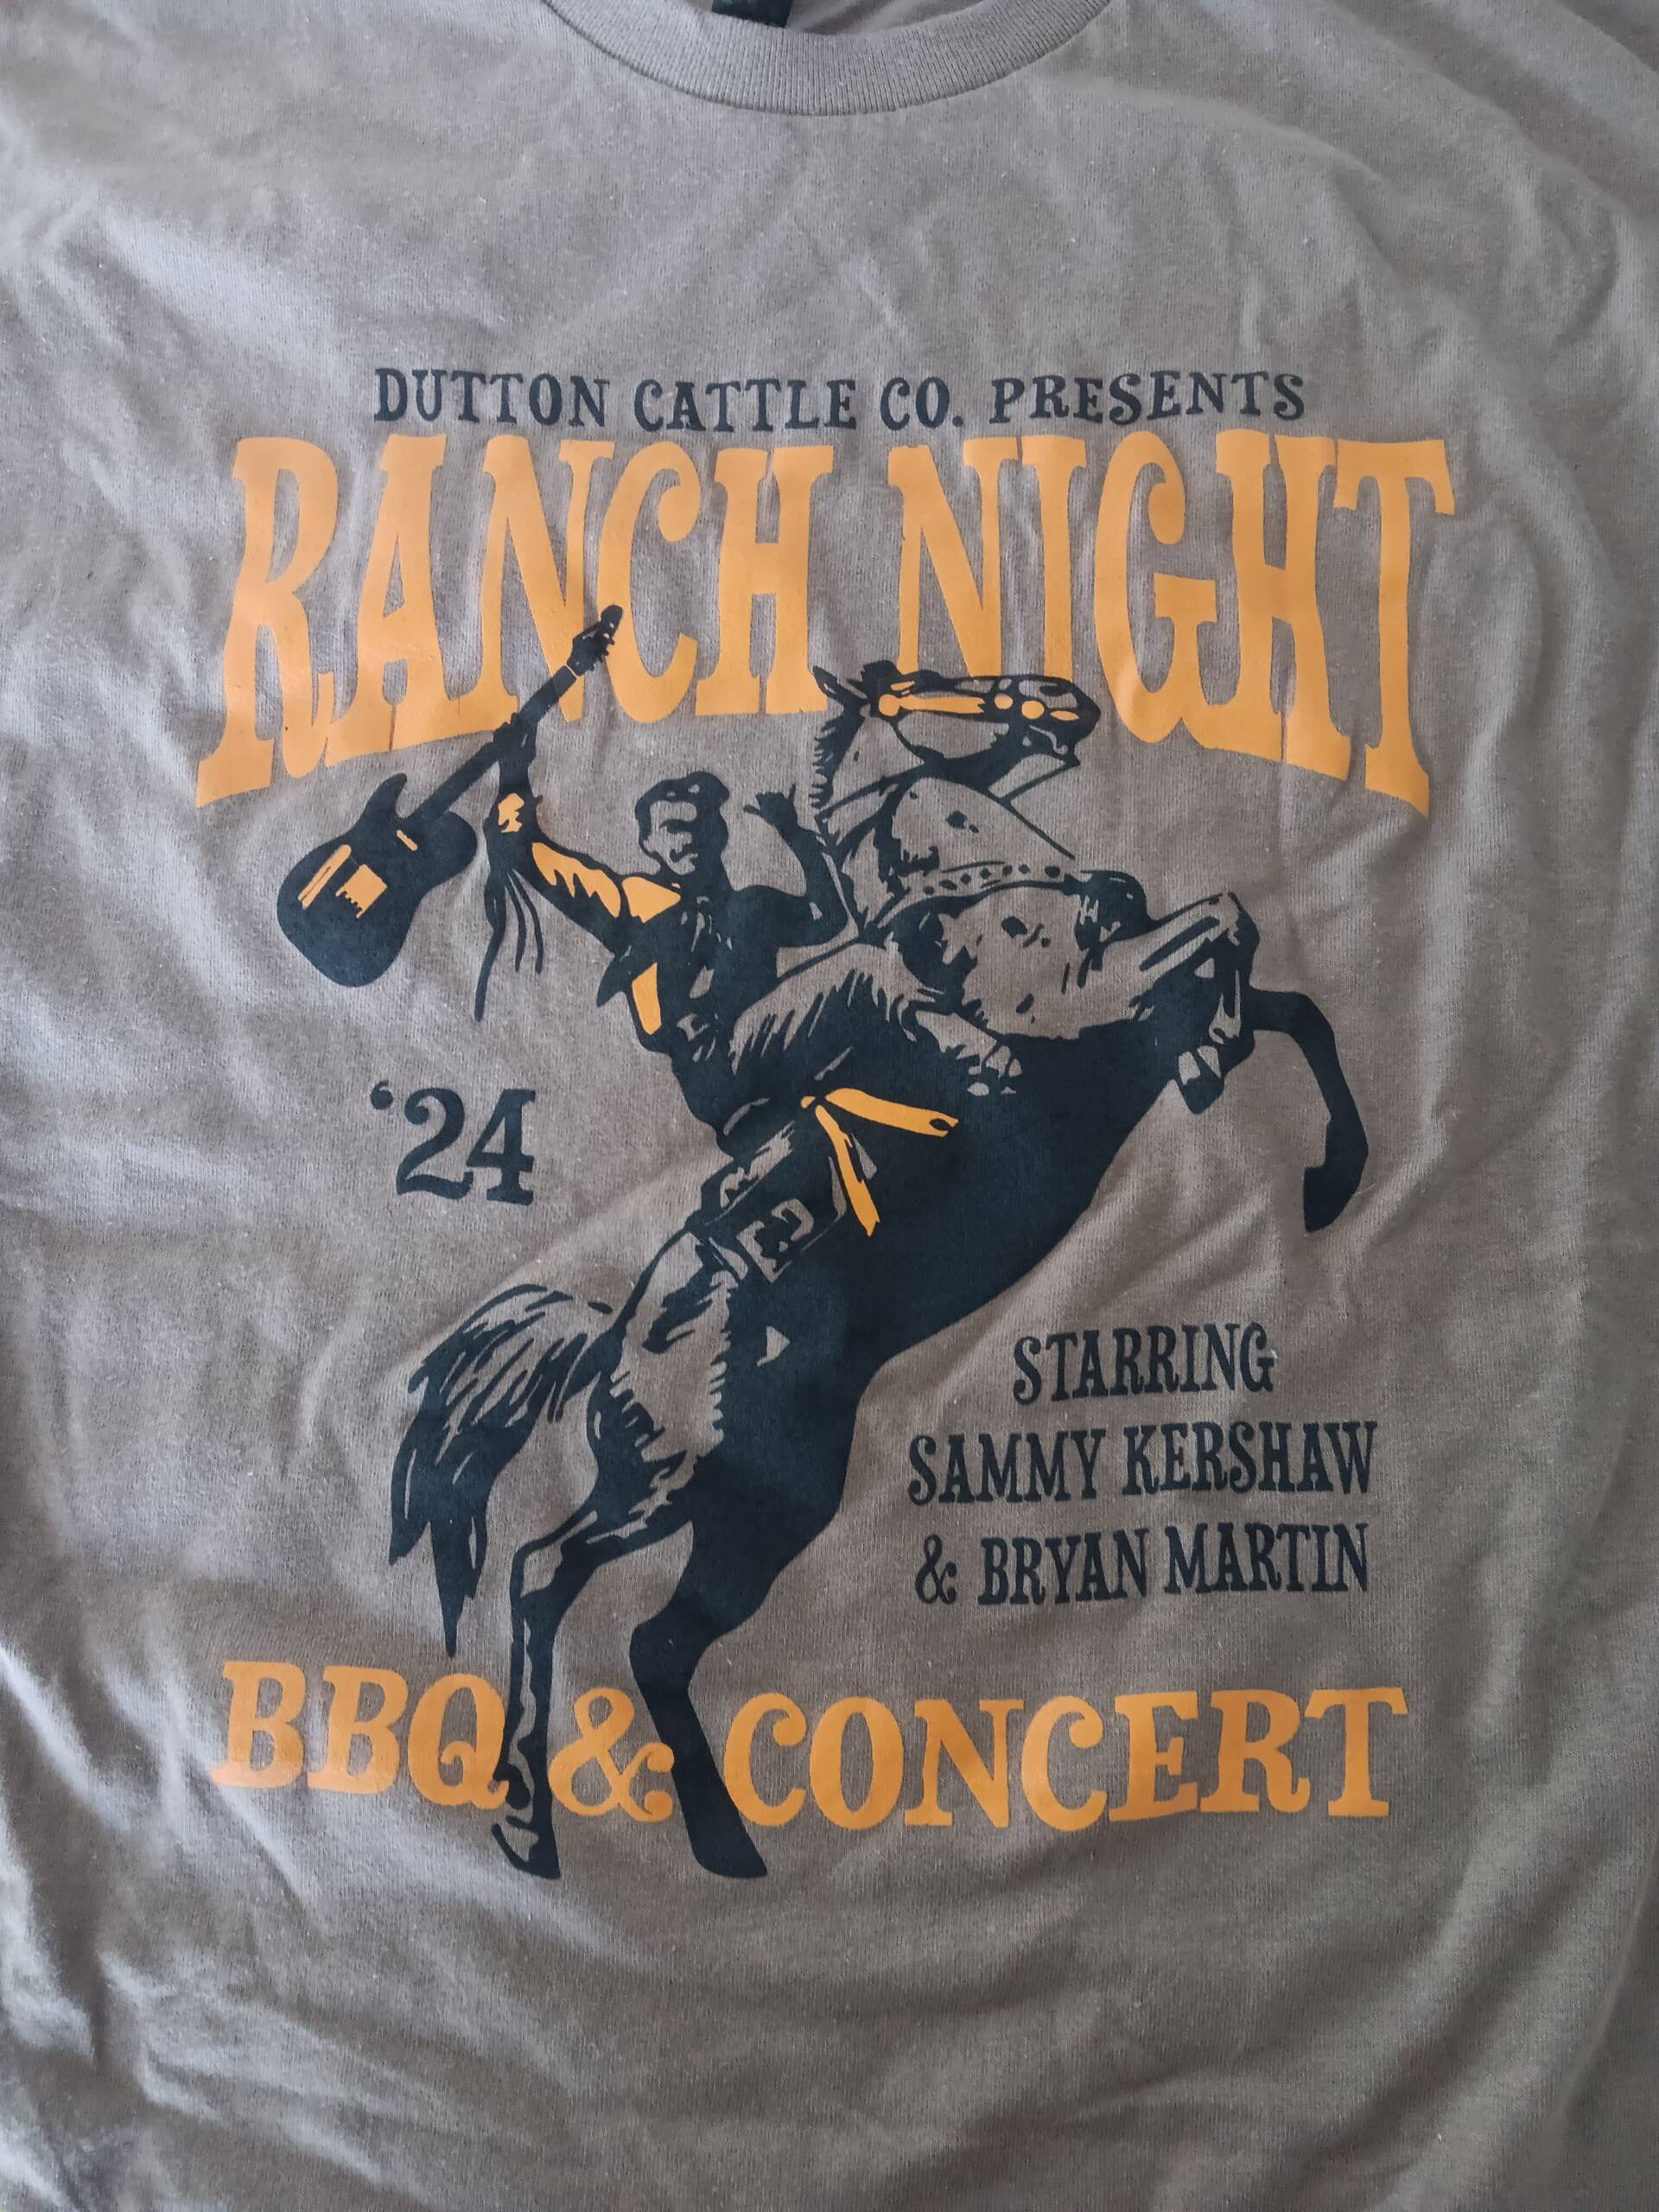 DUTTON CATTLE CO. PRESENTS
RANCH NIGHT
‘24
STARRING
SAMMY KERSHAW
& BRYAN MARTIN
BBQ & CONCERT